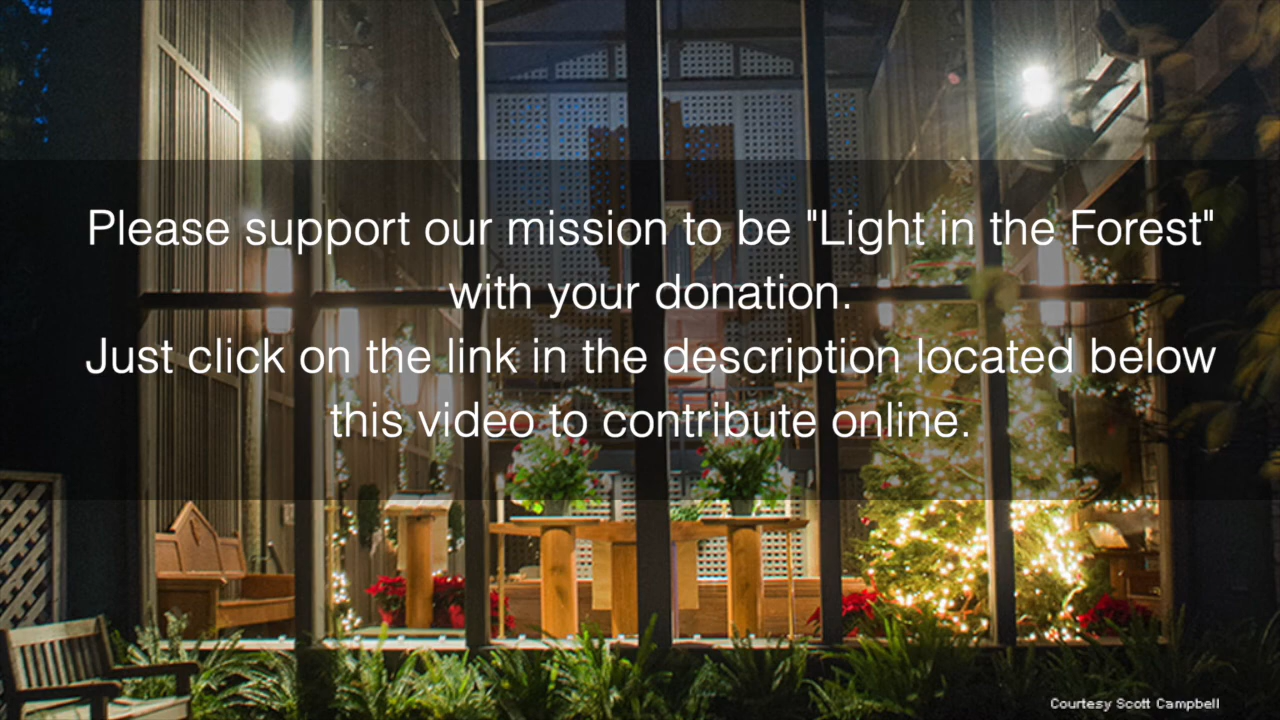 Please support our mission to be "Light in the Forest"
with your donation.
Just click on the link in the description located below
this video to contribute online.
Courtesy Scott Campbell